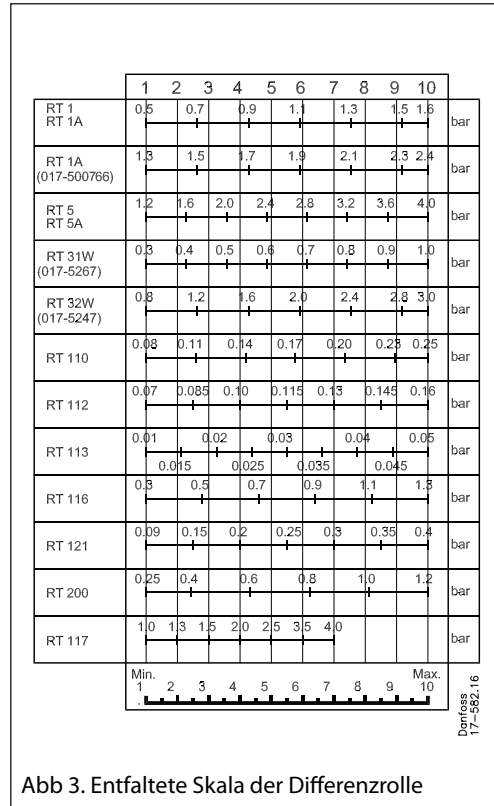 1 2 3 4 5 6 7 8 9 10
RT 1
RT 1A
0.5 0.7 0.9 1.1 1.3 1.5 1.6
bar
RT 1A
(017-500766)
1.3 1.5 1.7 1.9 2.1 2.3 2.4
bar
RT 5
RT 5A
1.2 1.6 2.0 2.4 2.8 3.2 3.6 4.0
bar
RT 31W
(017-5267)
0.3 0.4 0.5 0.6 0.7 0.8 0.9 1.0
bar
RT 32W
(017-5247)
0.8 1.2 1.6 2.0 2.4 2.8 3.0
bar
RT 110
0.08 0.11 0.14 0.17 0.20 0.23 0.25
bar
RT 112
0.07 0.085 0.10 0.115 0.13 0.145 0.16
bar
RT 113
0.01 0.02 0.03 0.04 0.05
0.015 0.025 0.035 0.045
bar
RT 116
0.3 0.5 0.7 0.9 1.1 1.3
bar
RT 121
0.09 0.15 0.2 0.25 0.3 0.35 0.4
bar
RT 200
0.25 0.4 0.6 0.8 1.0 1.2
bar
RT 117
1.0 1.3 1.5 2.0 2.5 3.5 4.0
bar
Min. Max.
1 2 3 4 5 6 7 8 9 10
Danfoss
17-582.16
Abb 3. Entfaltete Skala der Differenzrolle